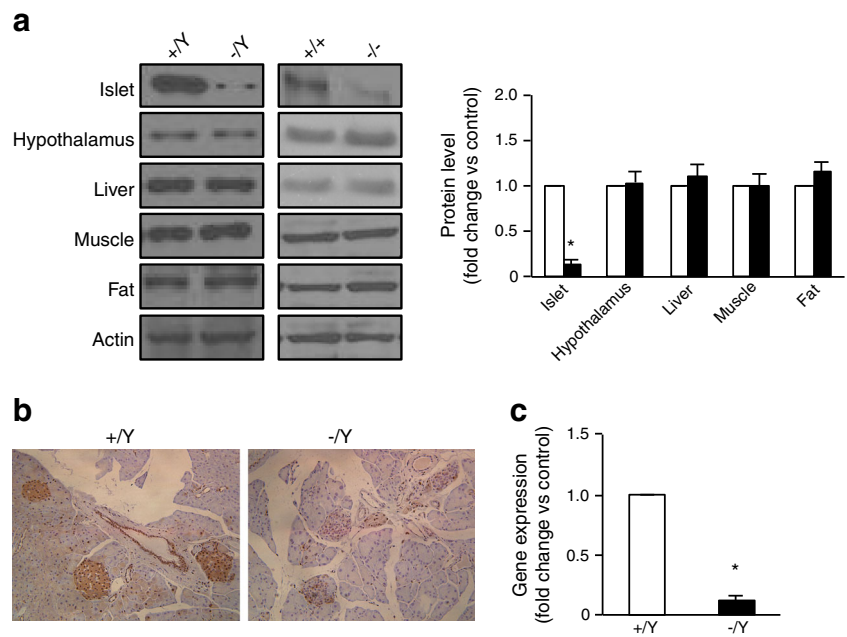 a
+/Y -/Y +/+ -/-
Islet
Hypothalamus
Liver
Muscle
Fat
Actin
Protein level
(fold change vs control)
2.0
1.5
1.0
0.5
0
*
Islet
Hypothalamus
Liver
Muscle
Fat
b
+/Y -/Y
c
Gene expression
(fold change vs control)
1.5
1.0
0.5
0
*
+/Y -/Y